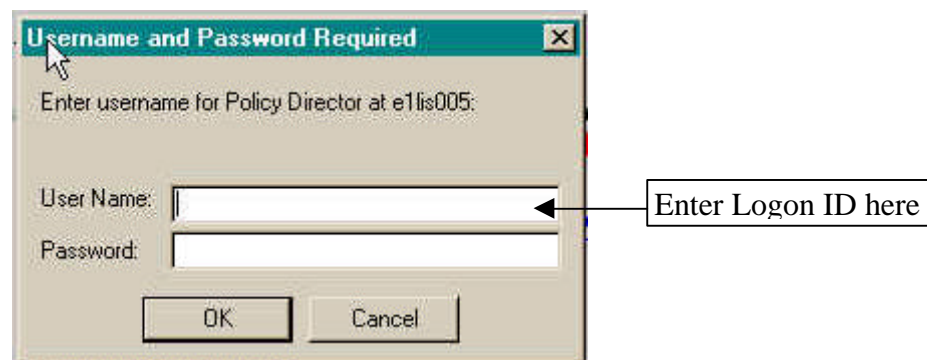 Username and Password Required
Enter username for Policy Director at e1lis005:
User Name:
Enter Logon ID here
Password:
OK
Cancel